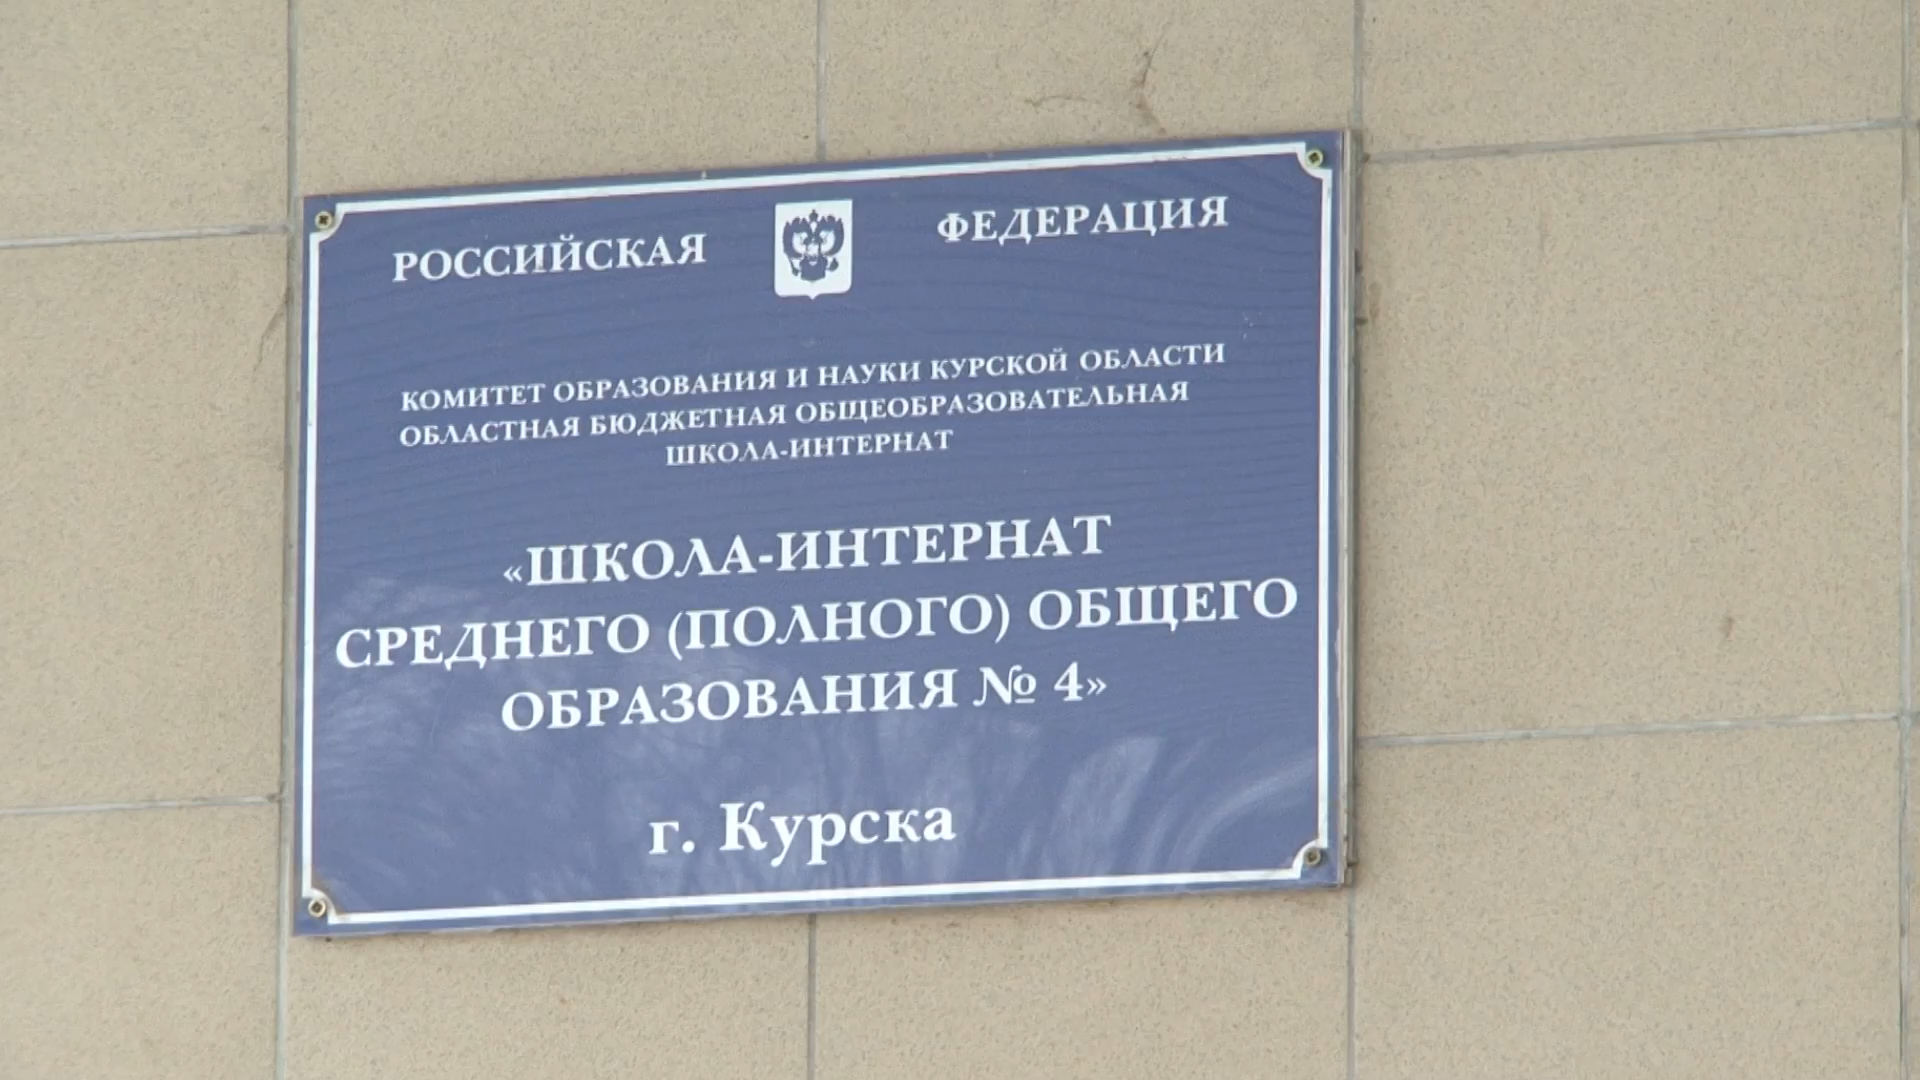 РОССИЙСКАЯ ФЕДЕРАЦИЯ
КОМИТЕТ ОБРАЗОВАНИЯ И НАУКИ КУРСКОЙ ОБЛАСТИ
ОБЛАСТНАЯ БЮДЖЕТНАЯ ОБЩЕОБРАЗОВАТЕЛЬНАЯ
ШКОЛА-ИНТЕРНАТ
«ШКОЛА-ИНТЕРНАТ
СРЕДНЕГО (ПОЛНОГО) ОБЩЕГО
ОБРАЗОВАНИЯ № 4»
г. Курска